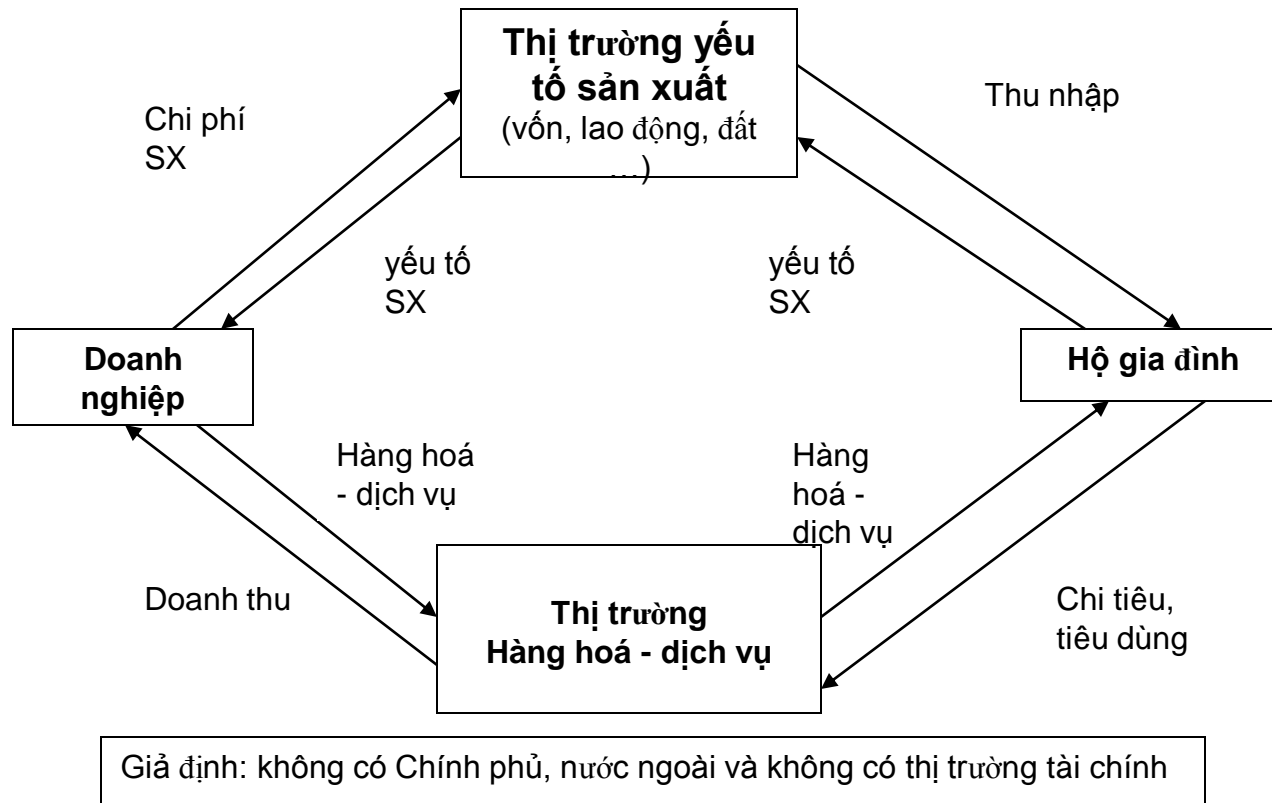 Thị trường yếu
tố sản xuất
(vốn, lao động, đất
...)
Thu nhập
Chi phí
SX
yếu tố
SX
yếu tố
SX
Doanh
nghiệp
Hộ gia đình
Hàng hoá
- dịch vụ
Hàng
hoá -
dịch vụ
Doanh thu
Thị trường
Hàng hoá - dịch vụ
Chi tiêu,
tiêu dùng
Giả định: không có Chính phủ, nước ngoài và không có thị trường tài chính